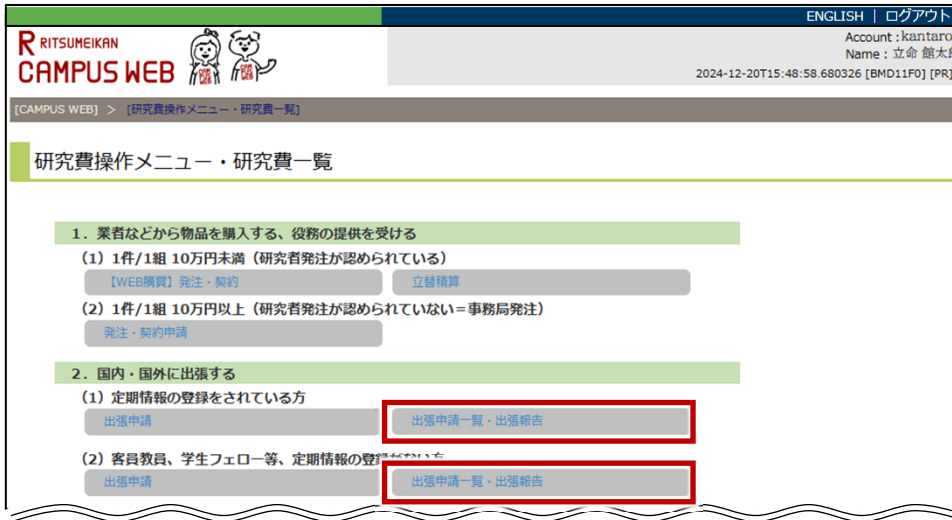 ENGLISH | ログアウト
RITSUMEIKAN
CAMPUS WEB
Account : kantaro
Name : 立命 館太
2024-12-20T15:48:58.680326 [BMD11F0] [PR]
[CAMPUS WEB] > [研究費操作メニュー・研究費一覧]
研究費操作メニュー・研究費一覧
1. 業者などから物品を購入する、役務の提供を受ける
(1) 1件/1組 10万円未満(研究者発注が認められている)
【WEB購買】発注・契約 立替精算
(2) 1件/1組 10万円以上(研究者発注が認められていない=事務局発注)
発注・契約申請
2. 国内・国外に出張する
(1) 定期情報の登録をされている方
出張申請 出張申請一覧・出張報告
(2) 客員教員、学生フェロー等、定期情報の登録がない方
出張申請 出張申請一覧・出張報告